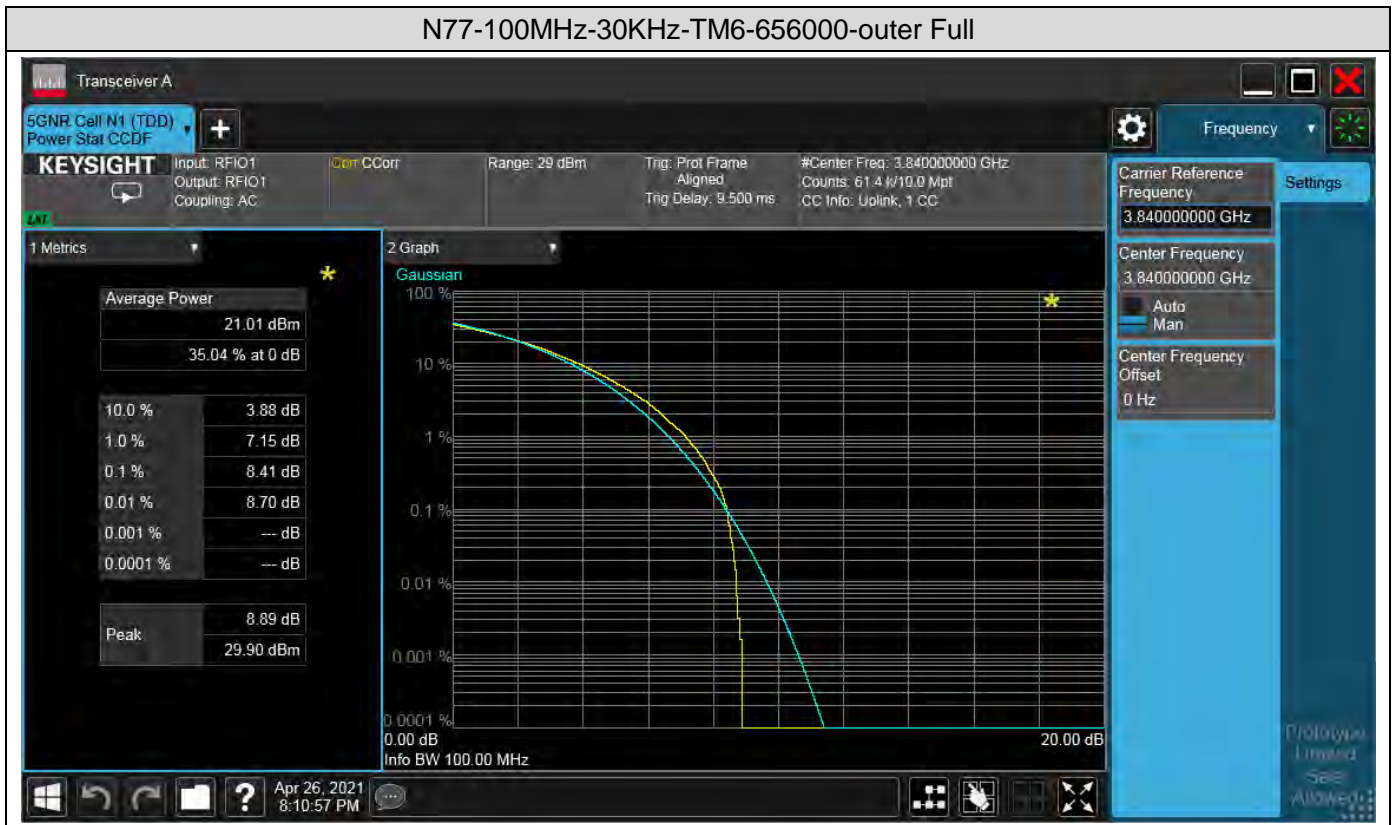 N77-100MHz-30KHz-TM6-656000-outer Full
Transceiver A
5GNR Cell N1 (TDD)
Power Stat CCDF
+
Frequency
KEYSIGHT
Input: RFIO1
Output: RFIO1
Coupling: AC
Corr CCorr
Range: 29 dBm
Trig: Prot Frame
Aligned
Trig Delay: 9.500 ms
#Center Freq: 3.840000000 GHz
Counts: 61.4 k/10.0 Mpt
CC Info: Uplink, 1 CC
1 Metrics
*
Average Power
21.01 dBm
35.04 % at 0 dB
10.0 % 3.88 dB
1.0 % 7.15 dB
0.1 % 8.41 dB
0.01 % 8.70 dB
0.001 % --- dB
0.0001 % --- dB
Peak 8.89 dB
29.90 dBm
2 Graph
Gaussian
*
100 %
10 %
1 %
0.1 %
0.01 %
0.001 %
0.0001 %
0.00 dB 20.00 dB
Info BW 100.00 MHz
Carrier Reference
Frequency
3.840000000 GHz
Settings
Center Frequency
3.840000000 GHz
Auto
Man
Center Frequency
Offset
0 Hz
Prototype
Limited
Sale
Allowed
?
Apr 26, 2021
8:10:57 PM